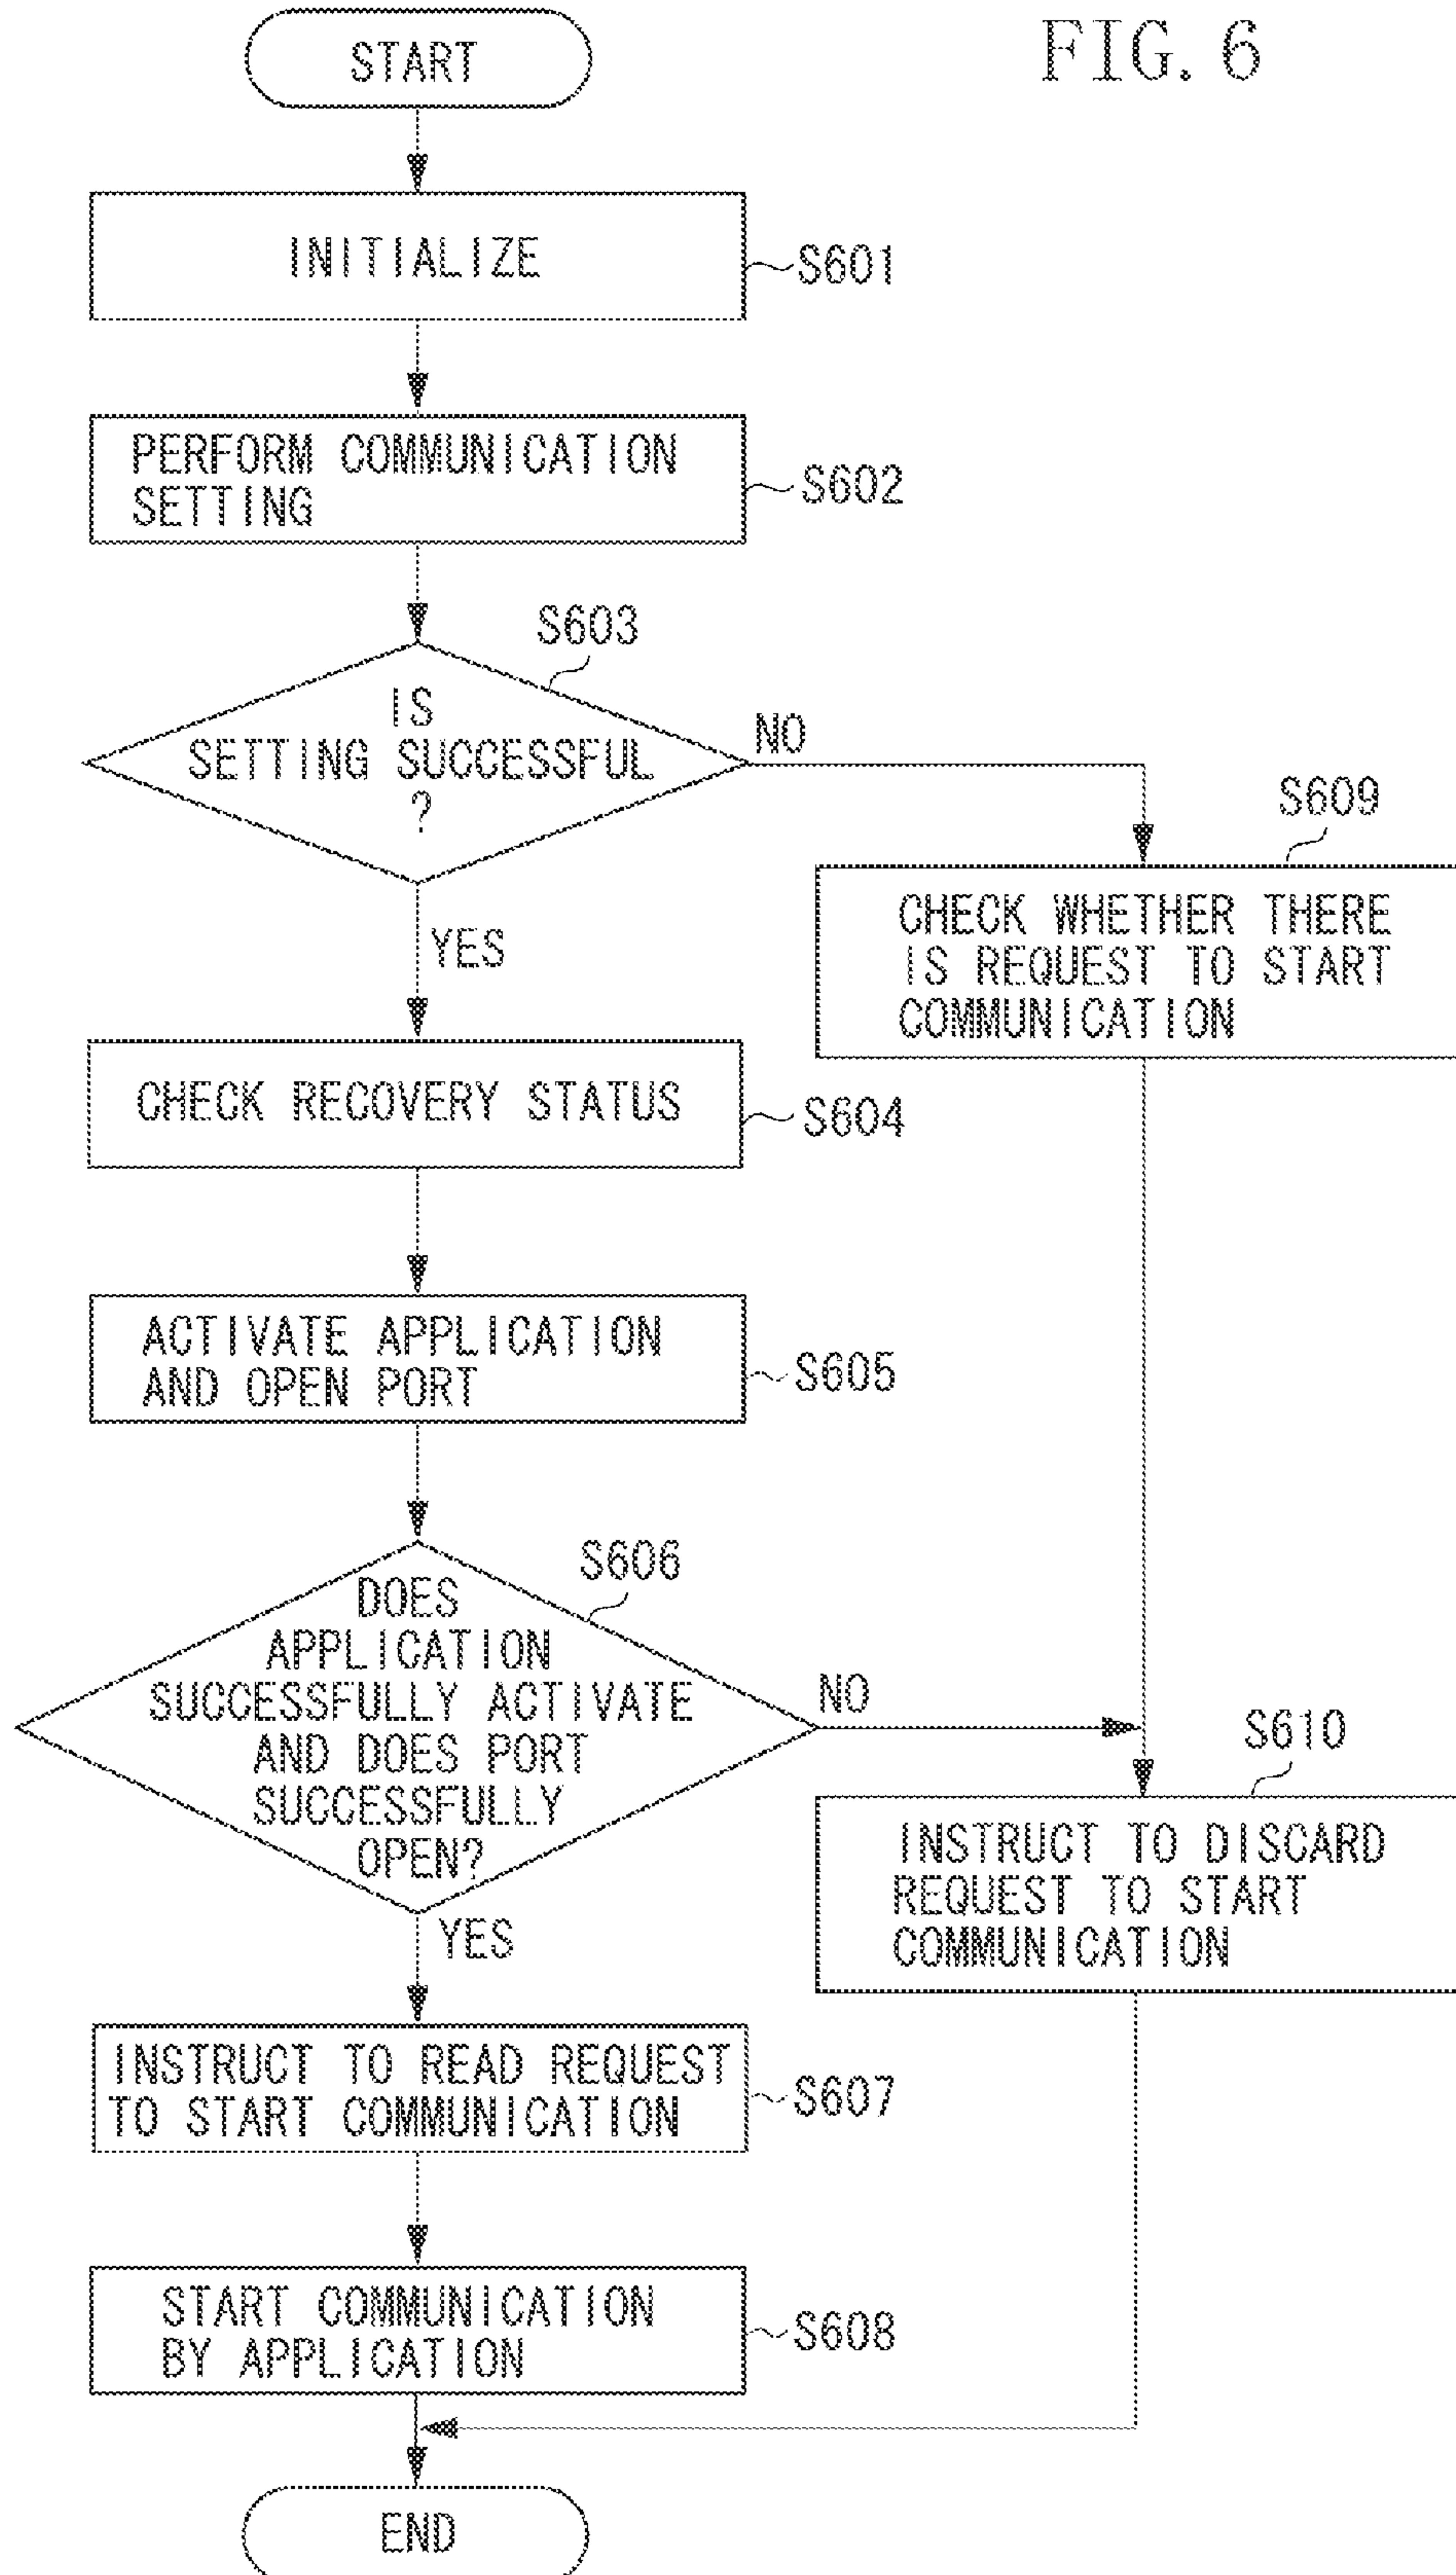 FIG. 6
START
INITIALIZE
S601
PERFORM COMMUNICATION
SETTING
S602
S603
IS
SETTING SUCCESSFUL
?
NO
YES
S609
CHECK WHETHER THERE
IS REQUEST TO START
COMMUNICATION
CHECK RECOVERY STATUS
S604
ACTIVATE APPLICATION
AND OPEN PORT
S605
S606
DOES
APPLICATION
SUCCESSFULLY ACTIVATE
AND DOES PORT
SUCCESSFULLY
OPEN?
NO
YES
S610
INSTRUCT TO DISCARD
REQUEST TO START
COMMUNICATION
INSTRUCT TO READ REQUEST
TO START COMMUNICATION
S607
START COMMUNICATION
BY APPLICATION
S608
END